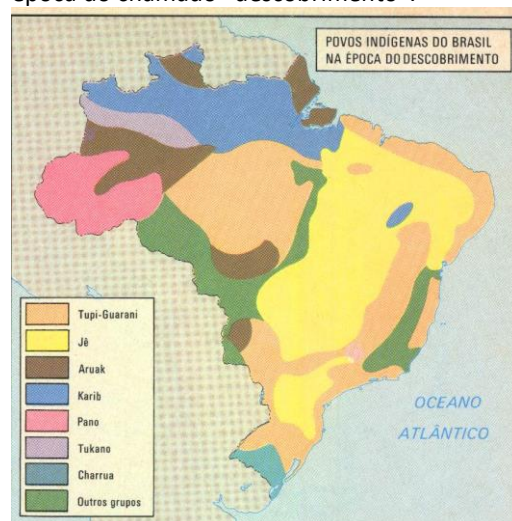 época do chamado "descobrimento".
POVOS INDÍGENAS DO BRASIL
NA ÉPOCA DO DESCOBRIMENTO
Tupi-Guarani
Jê
Aruak
Karib
Pano
Tukano
Charrua
Outros grupos
OCEANO
ATLÂNTICO